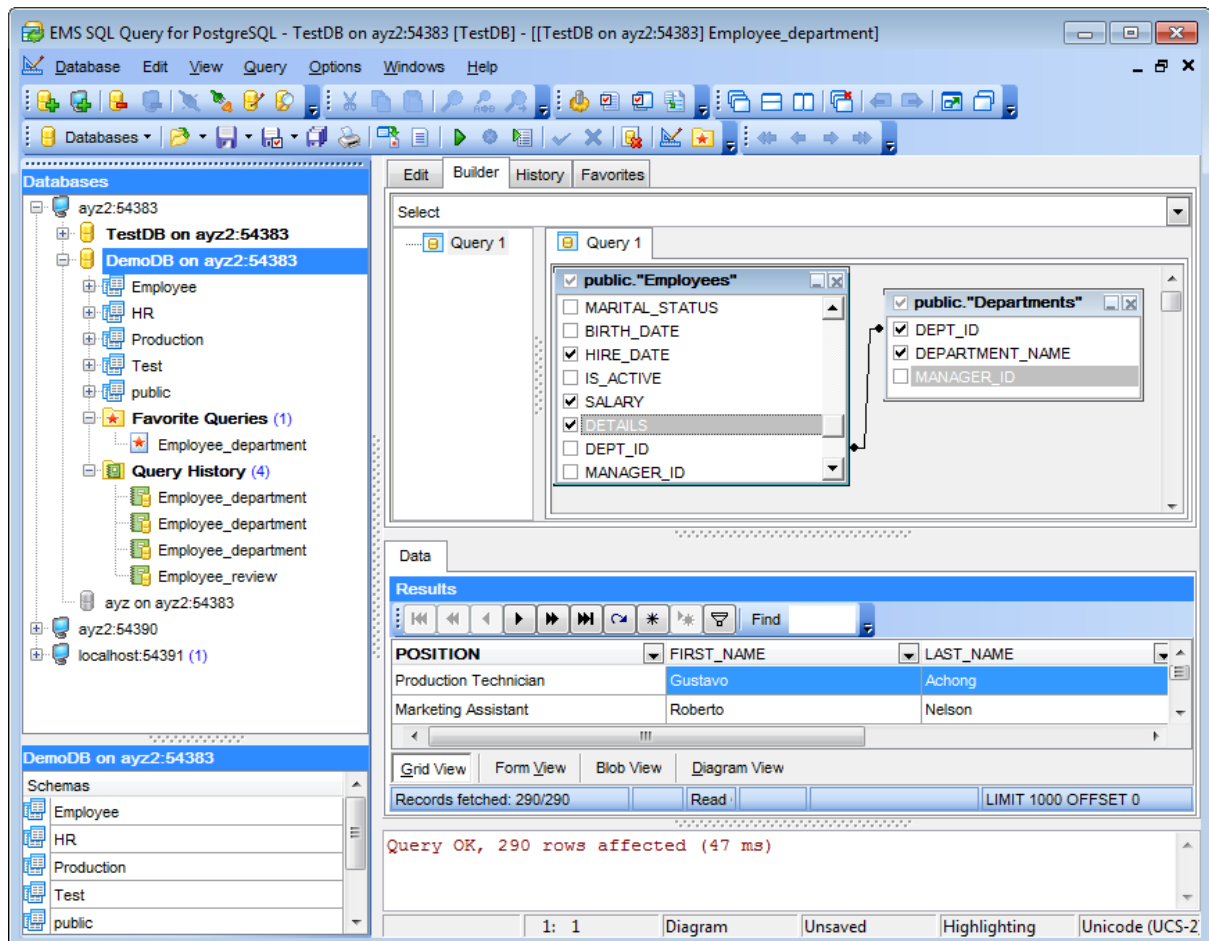 EMS SQL Query for PostgreSQL - TestDB on ayz2:54383 [TestDB] - [[TestDB on ayz2:54383] Employee_department]
Database Edit View Query Options Windows Help
Databases
Databases
ayz2:54383
TestDB on ayz2:54383
DemoDB on ayz2:54383
Employee
HR
Production
Test
public
Favorite Queries (1)
Employee_department
Query History (4)
Employee_department
Employee_department
Employee_department
Employee_review
ayz on ayz2:54383
ayz2:54390
localhost:54391 (1)
DemoDB on ayz2:54383
Schemas
Employee
HR
Production
Test
public
Edit Builder History Favorites
Select
Query 1
Query 1
public."Employees"
MARITAL_STATUS
BIRTH_DATE
HIRE_DATE
IS_ACTIVE
SALARY
DETAILS
DEPT_ID
MANAGER_ID
public."Departments"
DEPT_ID
DEPARTMENT_NAME
MANAGER_ID
Data
Results
Find
POSITION FIRST_NAME LAST_NAME
Production Technician Gustavo Achong
Marketing Assistant Roberto Nelson
Grid View Form View Blob View Diagram View
Records fetched: 290/290 Read LIMIT 1000 OFFSET 0
Query OK, 290 rows affected (47 ms)
1: 1 Diagram Unsaved Highlighting Unicode (UCS-2